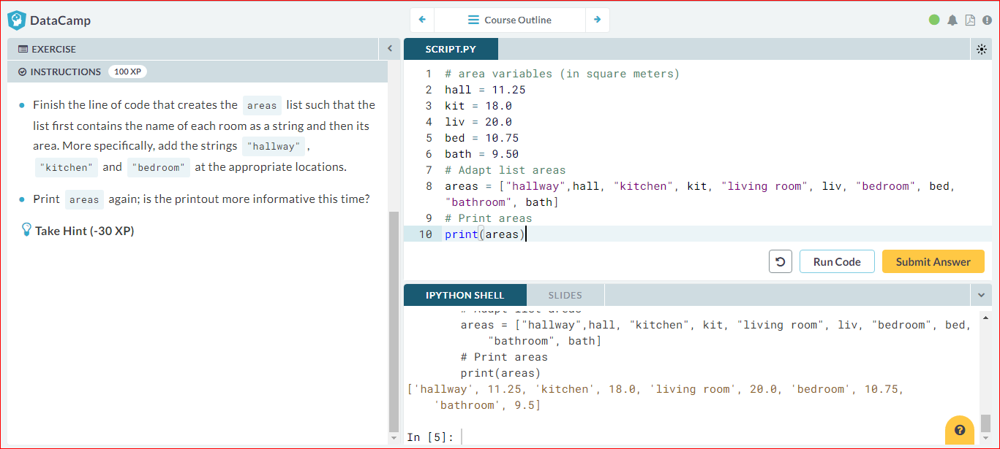 DataCamp
Course Outline
EXERCISE
INSTRUCTIONS 100 XP
Finish the line of code that creates the areas list such that the
list first contains the name of each room as a string and then its
area. More specifically, add the strings "hallway" ,
"kitchen" and "bedroom" at the appropriate locations.
Print areas again; is the printout more informative this time?
Take Hint (-30 XP)
SCRIPT.PY
1 # area variables (in square meters)
2 hall = 11.25
3 kit = 18.0
4 liv = 20.0
5 bed = 10.75
6 bath = 9.50
7 # Adapt list areas
8 areas = ["hallway",hall, "kitchen", kit, "living room", liv, "bedroom", bed,
"bathroom", bath]
9 # Print areas
10 print(areas)
Run Code
Submit Answer
IPYTHON SHELL
SLIDES
# Adapt list areas
areas = ["hallway",hall, "kitchen", kit, "living room", liv, "bedroom", bed,
"bathroom", bath]
# Print areas
print(areas)
['hallway', 11.25, 'kitchen', 18.0, 'living room', 20.0, 'bedroom', 10.75,
'bathroom', 9.5]
In [5]: